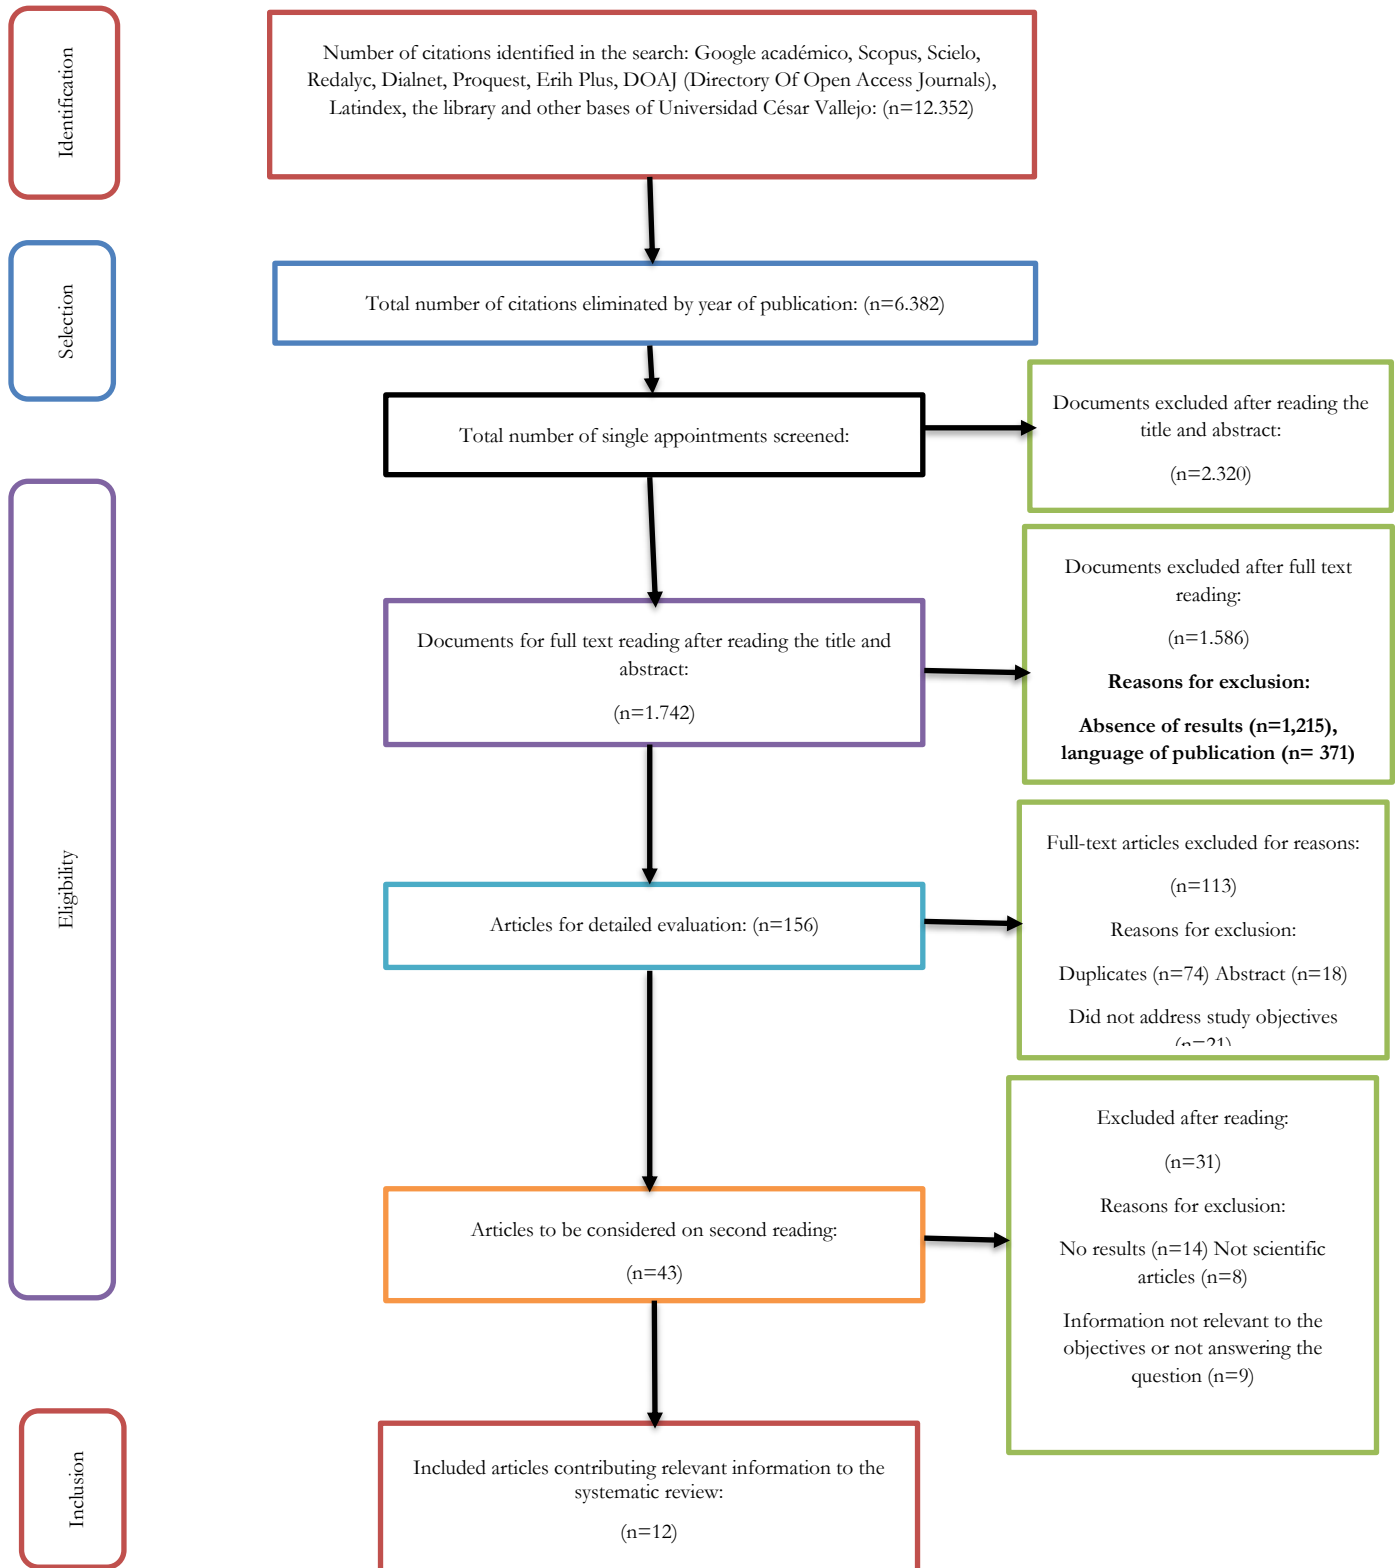 Identification
Number of citations identified in the search: Google académico, Scopus, Scielo,
Redalyc, Dialnet, Proquest, Erih Plus, DOAJ (Directory Of Open Access Journals),
Latindex, the library and other bases of Universidad César Vallejo: (n=12.352)
Selection
Total number of citations eliminated by year of publication: (n=6.382)
Total number of single appointments screened:
Documents excluded after reading the
title and abstract:
(n=2.320)
Eligibility
Documents for full text reading after reading the title and
abstract:
(n=1.742)
Documents excluded after full text
reading:
(n=1.586)
Reasons for exclusion:
Absence of results (n=1,215),
language of publication (n= 371)
Articles for detailed evaluation: (n=156)
Full-text articles excluded for reasons:
(n=113)
Reasons for exclusion:
Duplicates (n=74) Abstract (n=18)
Did not address study objectives
(n=21)
Articles to be considered on second reading:
(n=43)
Excluded after reading:
(n=31)
Reasons for exclusion:
No results (n=14) Not scientific
articles (n=8)
Information not relevant to the
objectives or not answering the
question (n=9)
Inclusion
Included articles contributing relevant information to the
systematic review:
(n=12)